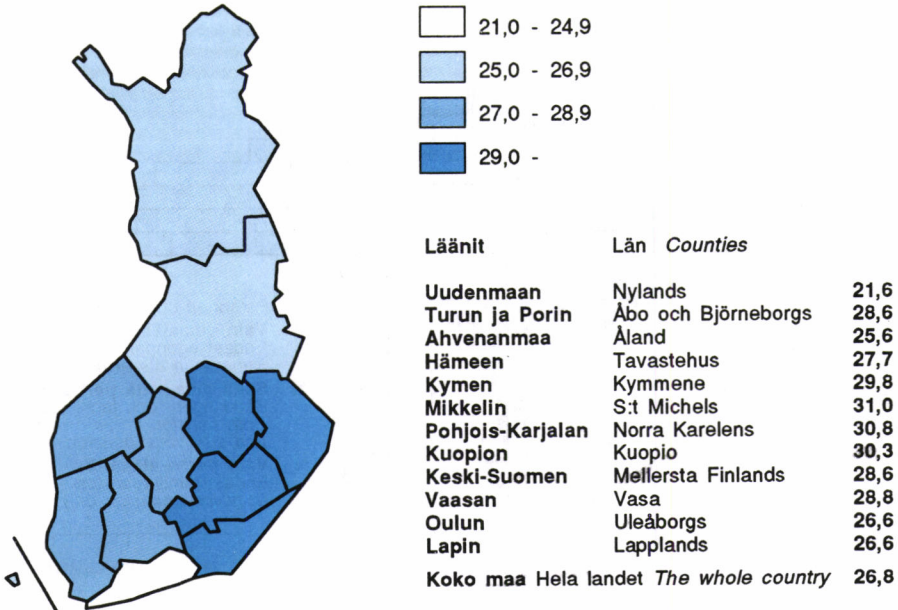 21,0 - 24,9
25,0 - 26,9
27,0 - 28,9
29,0 -
Läänit Län Counties
Uudenmaan Nylands 21,6
Turun ja Porin Åbo och Björneborgs 28,6
Ahvenanmaa Åland 25,6
Hämeen Tavastehus 27,7
Kymen Kymmene 29,8
Mikkelin S:t Michels 31,0
Pohjois-Karjalan Norra Karelens 30,8
Kuopion Kuopio 30,3
Keski-Suomen Mellersta Finlands 28,6
Vaasan Vasa 28,8
Oulun Uleåborgs 26,6
Lapin Lapplands 26,6
Koko maa Hela landet The whole country 26,8